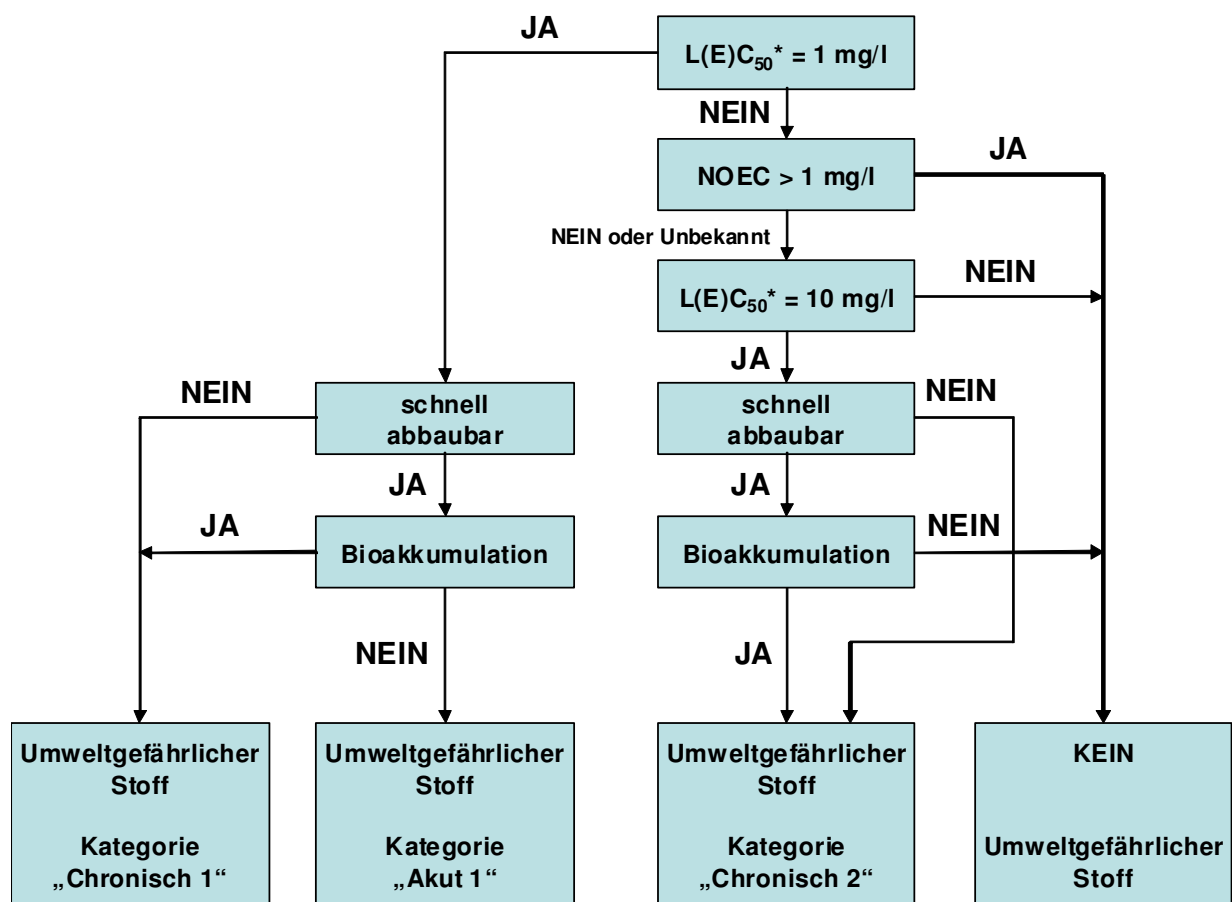 JA
L(E)C₅₀* = 1 mg/l
NEIN
JA
NOEC > 1 mg/l
NEIN oder Unbekannt
NEIN
L(E)C₅₀* = 10 mg/l
JA
NEIN
NEIN
schnell
abbaubar
schnell
abbaubar
JA
JA
JA
NEIN
Bioakkumulation
Bioakkumulation
NEIN
JA
Umweltgefährlicher
Stoff
Kategorie
„Chronisch 1“
Umweltgefährlicher
Stoff
Kategorie
„Akut 1“
Umweltgefährlicher
Stoff
Kategorie
„Chronisch 2“
KEIN
Umweltgefährlicher
Stoff